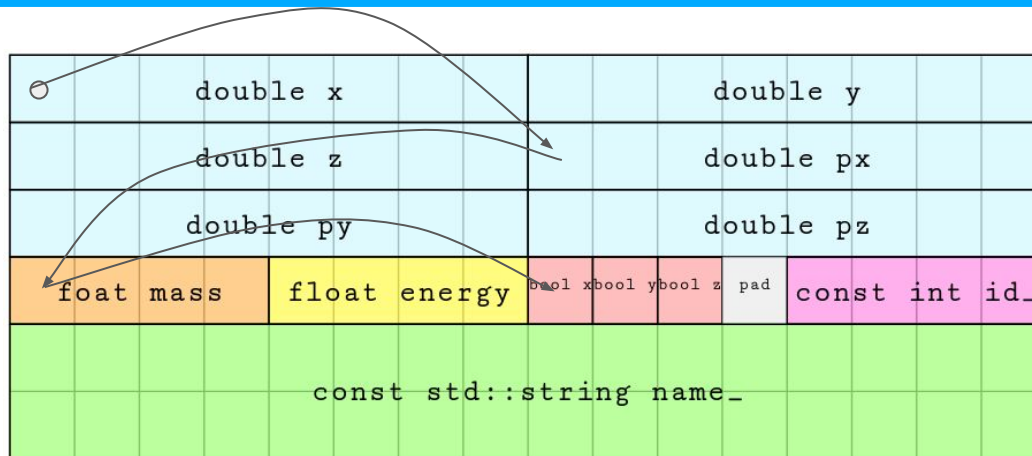 double x double y
double z double px
double py double pz
foat mass float energy bool x bool y bool z pad const int id_
const std::string name_